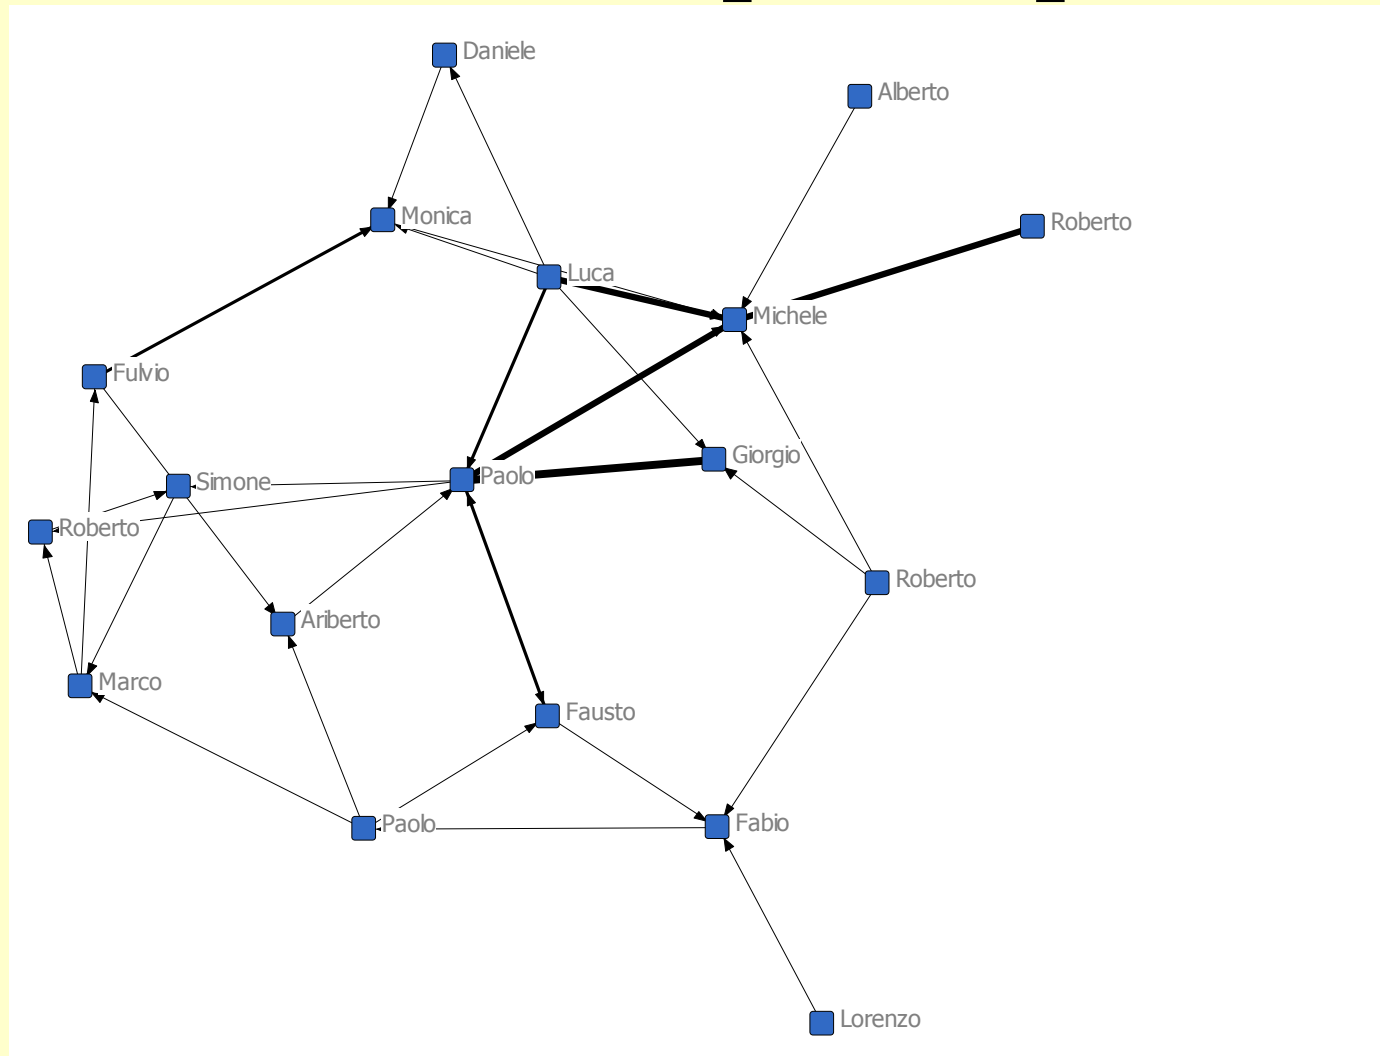 Daniele
Alberto
Monica
Roberto
Luca
Michele
Fulvio
Giorgio
Paolo
Simone
Roberto
Roberto
Ariberto
Marco
Fausto
Paolo
Fabio
Lorenzo